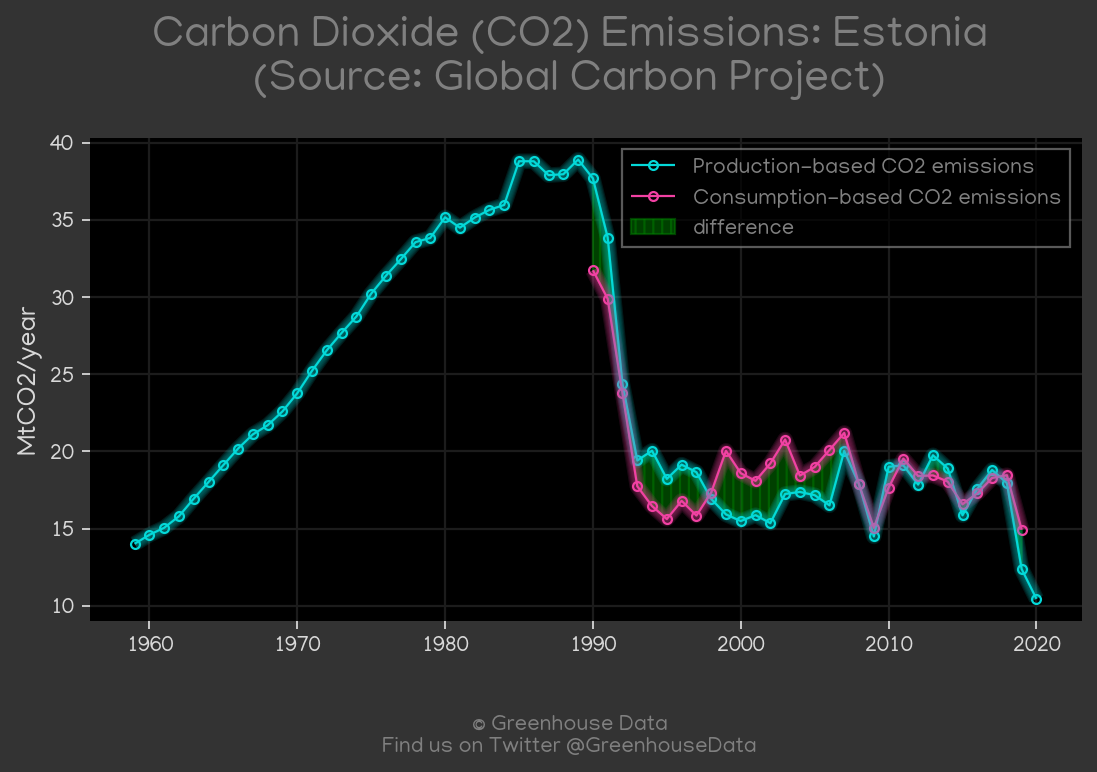 Carbon Dioxide (CO2) Emissions: Estonia
(Source: Global Carbon Project)
40
35
30
25
20
15
10
MtCO2/year
Production-based CO2 emissions
Consumption-based CO2 emissions
difference
1960 1970 1980 1990 2000 2010 2020
© Greenhouse Data
Find us on Twitter @GreenhouseData